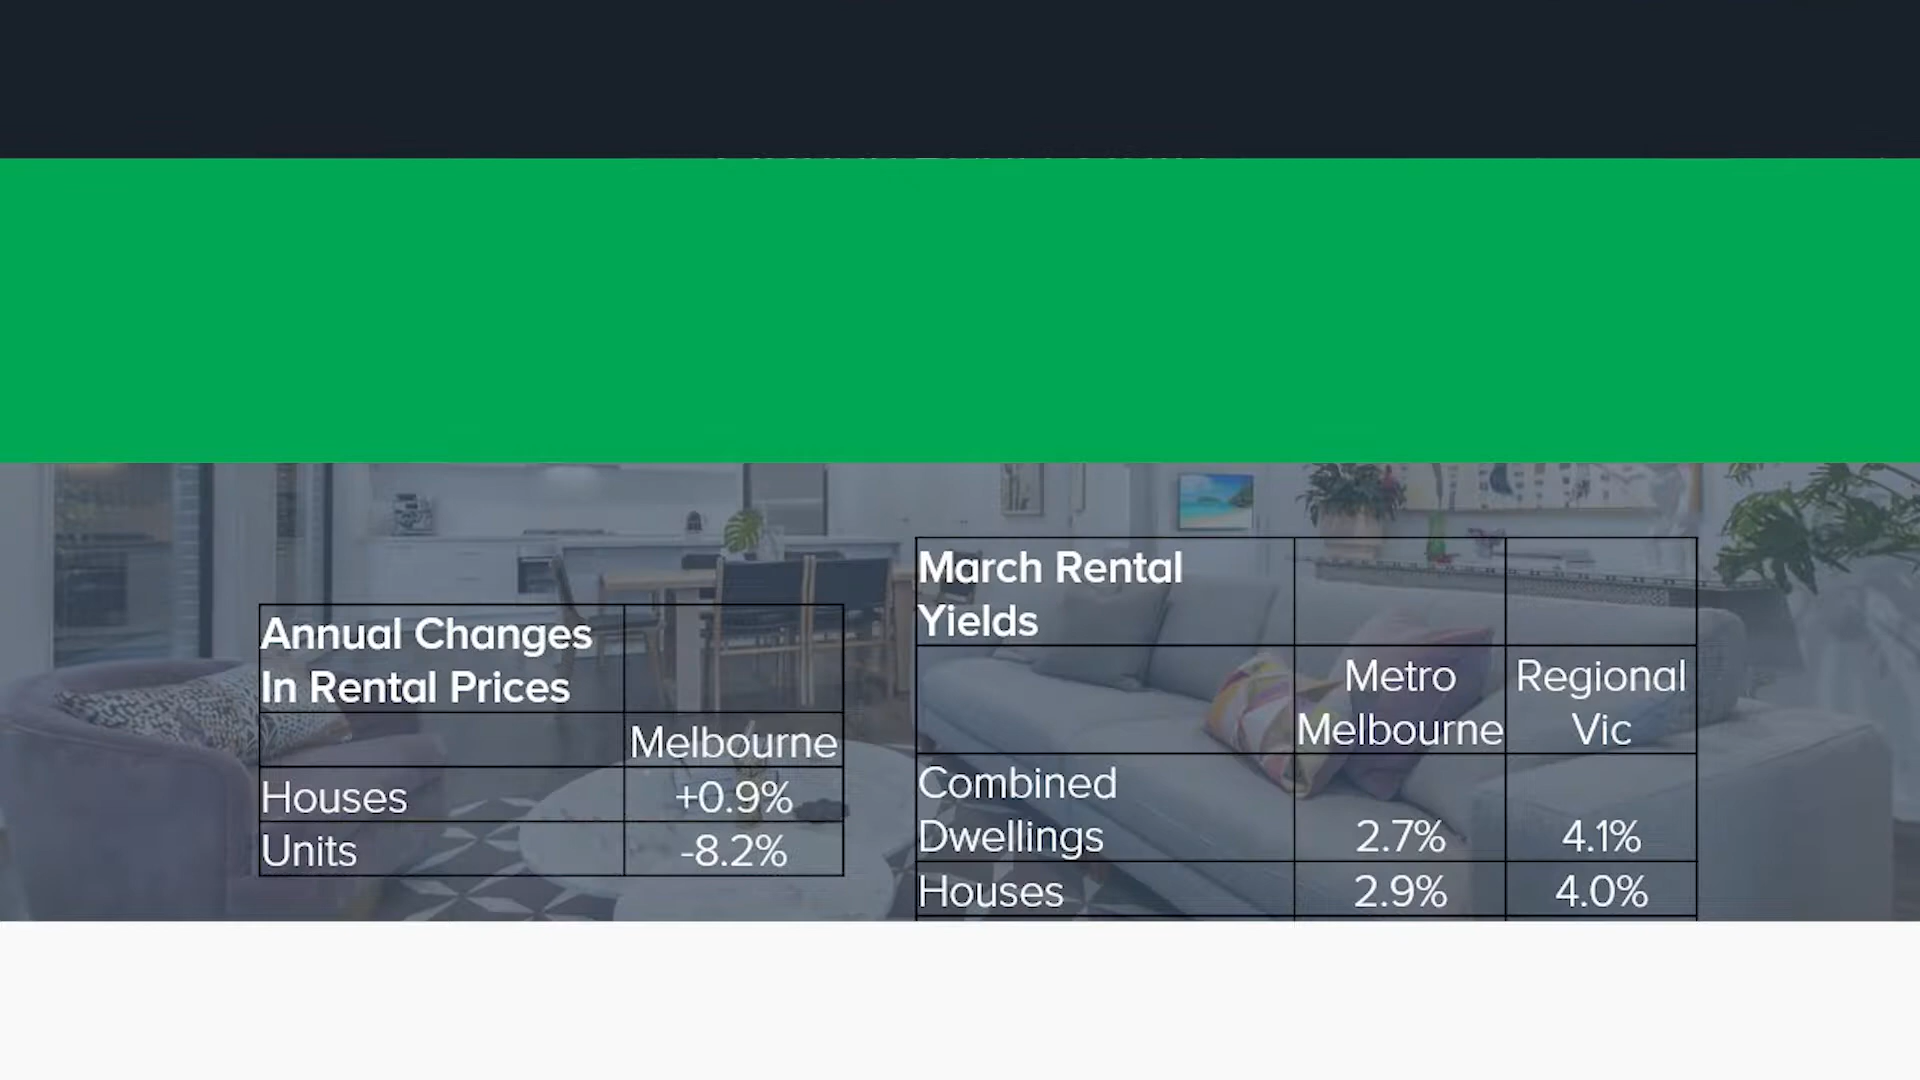 Annual Changes
In Rental Prices
Melbourne
Houses +0.9%
Units -8.2%
March Rental
Yields
Metro Regional
Melbourne Vic
Combined
Dwellings 2.7% 4.1%
Houses 2.9% 4.0%